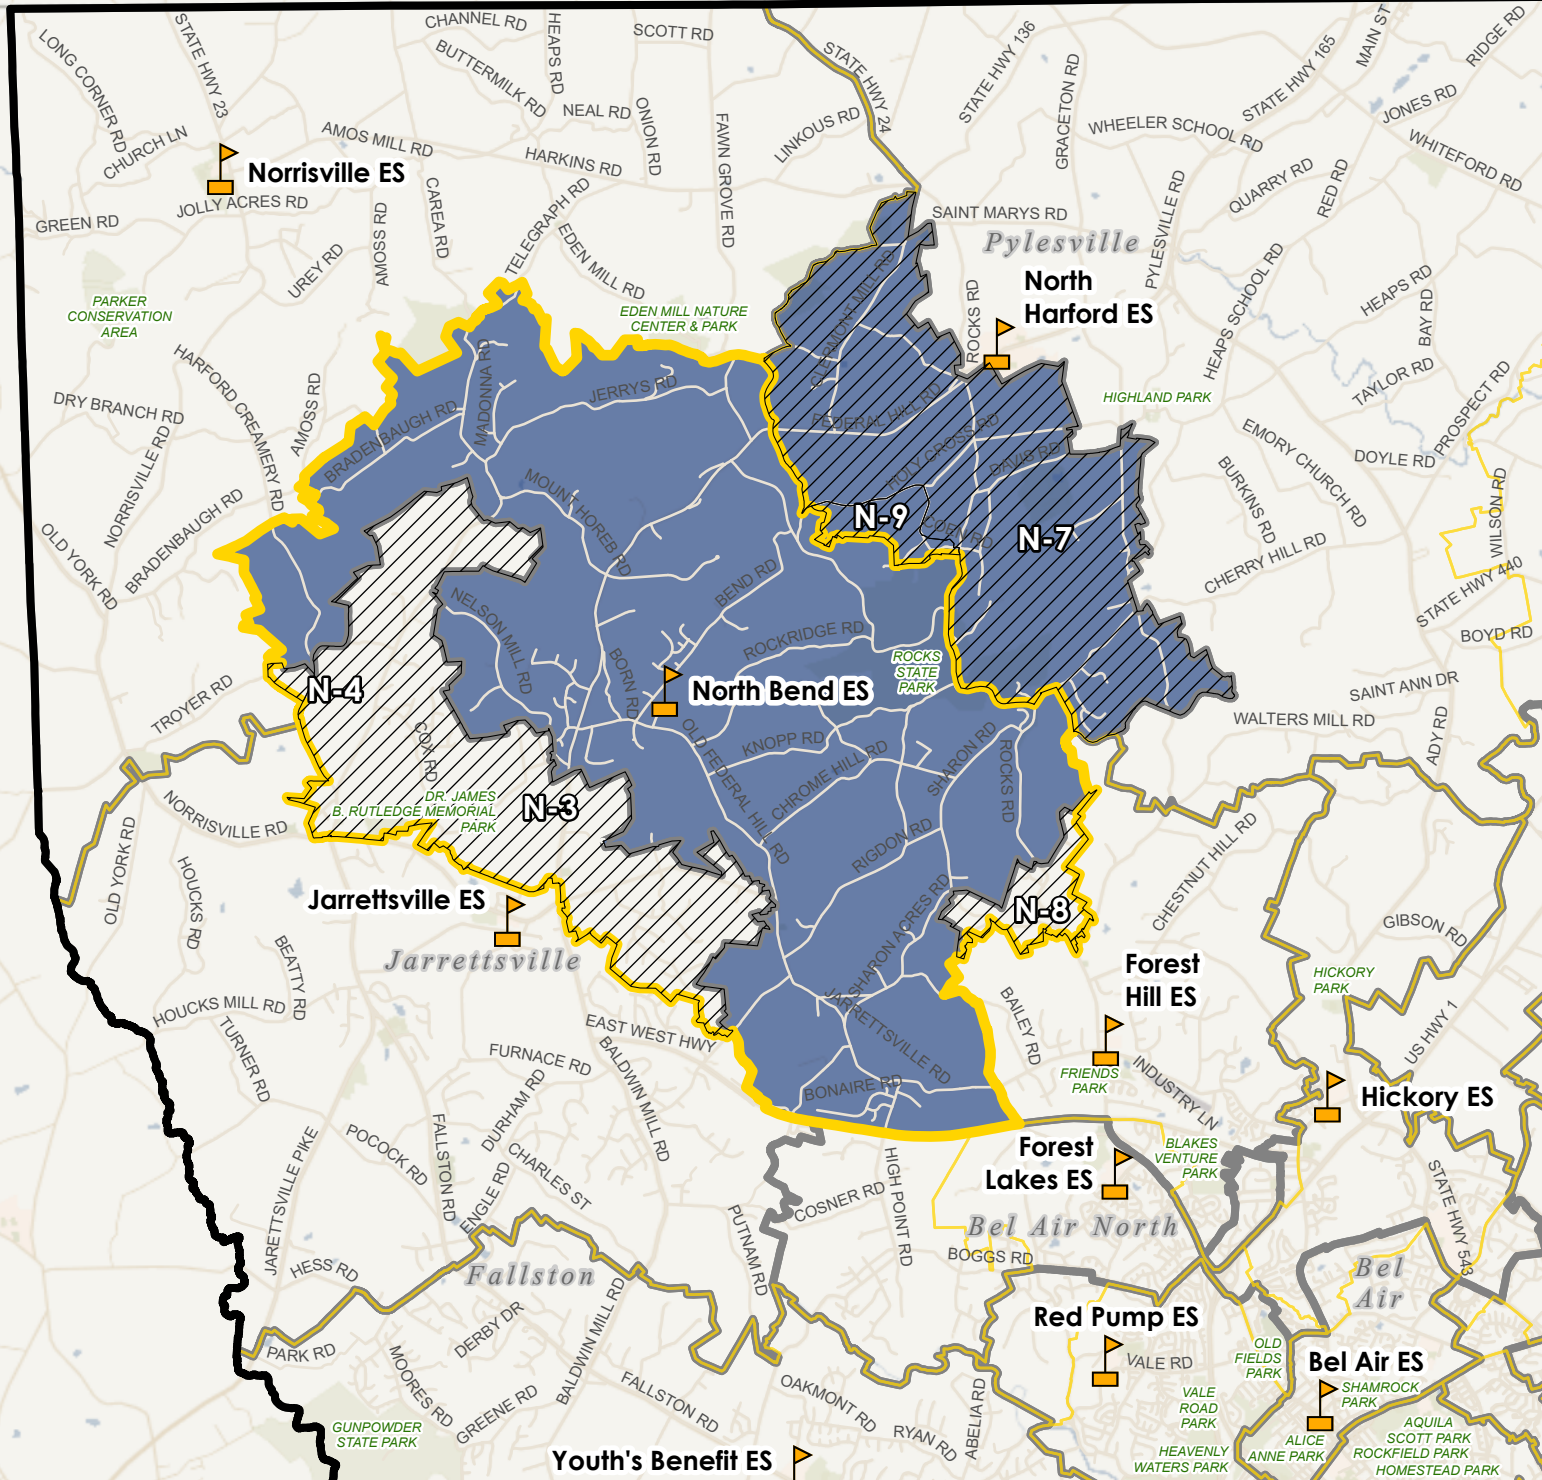 LONG CORNER RD
STATE HWY 23
CHANNEL RD
HEAPS RD
SCOTT RD
STATE HWY 24
STATE HWY 136
GRACETON RD
STATE HWY 165
MAIN ST
RIDGE RD
BUTTERMILK RD
NEAL RD
ONION RD
FAWN GROVE RD
LINKOUS RD
WHEELER SCHOOL RD
JONES RD
WHITEFORD RD
CHURCH LN
AMOS MILL RD
HARKINS RD
Norrisville ES
JOLLY ACRES RD
GREEN RD
CAREA RD
AMOSS RD
TELEGRAPH RD
EDEN MILL RD
UREY RD
SAINT MARYS RD
Pylesville
PYLESVILLE RD
QUARRY RD
RED RD
HEAPS SCHOOL RD
HEAPS RD
BAY RD
North
Harford ES
ROCKS RD
CLERMONT MILL RD
PARKER
CONSERVATION
AREA
EDEN MILL NATURE
CENTER & PARK
HARFORD CREAMERY RD
AMOSS RD
DRY BRANCH RD
NORRISVILLE RD
BRADENBAUGH RD
MADONNA RD
JERRYS RD
FEDERAL HILL RD
HOLY CROSS RD
DAVIS RD
HIGHLAND PARK
TAYLOR RD
PROSPECT RD
EMORY CHURCH RD
DOYLE RD
BURKINS RD
WILSON RD
CHERRY HILL RD
STATE HWY 440
BOYD RD
OLD YORK RD
BRADENBAUGH RD
MOUNT HOREB RD
N-9
CORN RD
N-7
BEND RD
NELSON MILL RD
ROCKRIDGE RD
BORN RD
ROCKS
STATE
PARK
N-4
North Bend ES
TROYER RD
SAINT ANN DR
WALTERS MILL RD
ADY RD
COX RD
OLD FEDERAL HILL RD
KNOPP RD
CHROME HILL RD
SHARON RD
ROCKS RD
DR. JAMES
B. RUTLEDGE MEMORIAL
PARK
N-3
NORRISVILLE RD
OLD YORK RD
HOUCKS RD
RIGDON RD
CHESTNUT HILL RD
Jarrettsville ES
Jarrettsville
SHARON ACRES RD
N-8
GIBSON RD
BEATTY RD
HOUCKS MILL RD
TURNER RD
Forest
Hill ES
HICKORY
PARK
US HWY 1
JARRETTSVILLE RD
BAILEY RD
EAST WEST HWY
FURNACE RD
BALDWIN MILL RD
BONAIRE RD
FRIENDS
PARK
INDUSTRY LN
Hickory ES
DURHAM RD
JARETTSVILLE PIKE
POCOCK RD
FALLSTON RD
ENGLE RD
CHARLES ST
Forest
Lakes ES
BLAKES
VENTURE
PARK
STATE HWY 543
HIGH POINT RD
COSNER RD
PUTNAM RD
Bel Air North
BOGGS RD
HESS RD
Fallston
Bel
Air
DERBY DR
BALDWIN MILL RD
PARK RD
MOORES RD
GREENE RD
Red Pump ES
VALE RD
OLD
FIELDS
PARK
Bel Air ES
SHAMROCK
PARK
FALLSTON RD
OAKMONT RD
RYAN RD
ABELIA RD
VALE
ROAD
PARK
GUNPOWDER
STATE PARK
Youth's Benefit ES
HEAVENLY
WATERS PARK
ALICE
ANNE PARK
AQUILA
SCOTT PARK
ROCKFIELD PARK
HOMESTEAD PARK